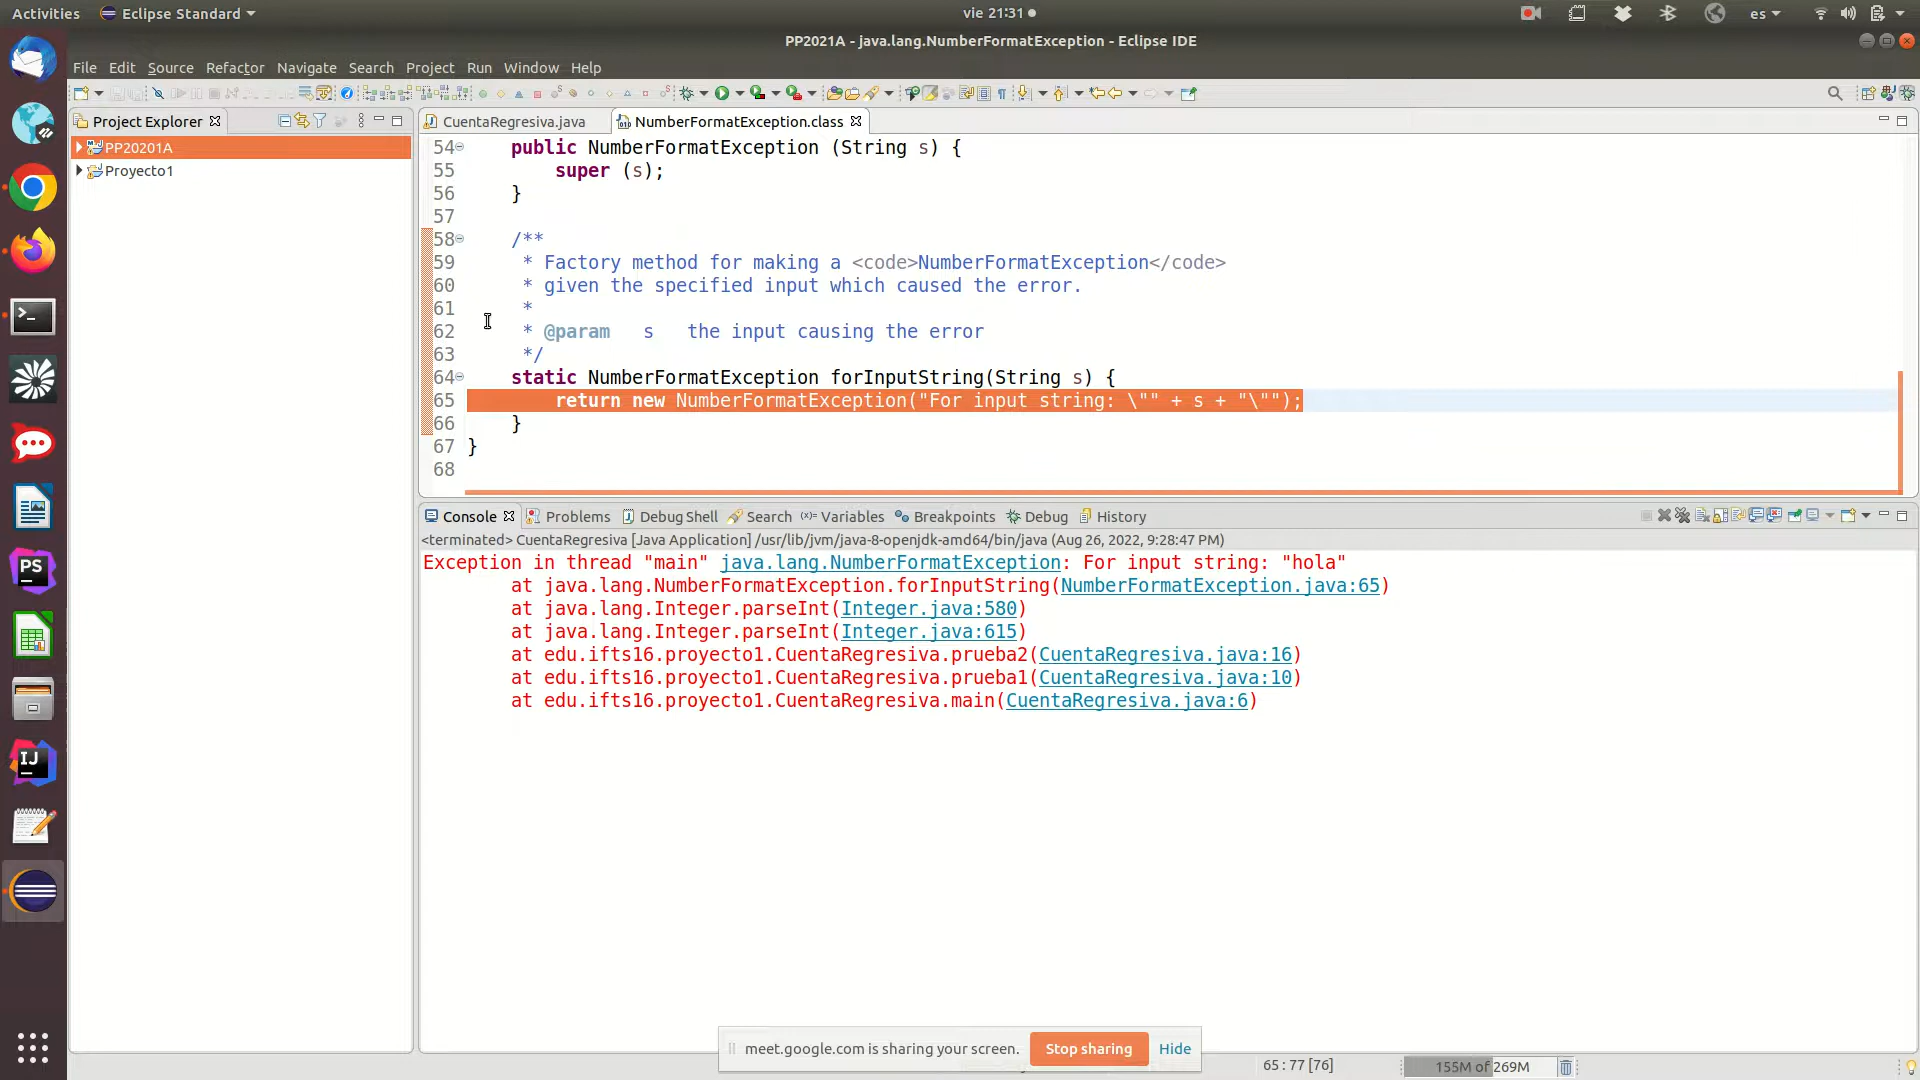 Activities Eclipse Standard vie 21:31 es
PP2021A - java.lang.NumberFormatException - Eclipse IDE
File Edit Source Refactor Navigate Search Project Run Window Help
Project Explorer
PP20201A
Proyecto1
CuentaRegresiva.java NumberFormatException.class
54 public NumberFormatException (String s) {
55 super (s);
56 }
57
58 /**
59 * Factory method for making a <code>NumberFormatException</code>
60 * given the specified input which caused the error.
61 *
62 * @param s the input causing the error
63 */
64 static NumberFormatException forInputString(String s) {
65 return new NumberFormatException("For input string: \"" + s + "\"");
66 }
67 }
68
Console Problems Debug Shell Search Variables Breakpoints Debug History
<terminated> CuentaRegresiva [Java Application] /usr/lib/jvm/java-8-openjdk-amd64/bin/java (Aug 26, 2022, 9:28:47 PM)
Exception in thread "main" java.lang.NumberFormatException: For input string: "hola"
at java.lang.NumberFormatException.forInputString(NumberFormatException.java:65)
at java.lang.Integer.parseInt(Integer.java:580)
at java.lang.Integer.parseInt(Integer.java:615)
at edu.ifts16.proyecto1.CuentaRegresiva.prueba2(CuentaRegresiva.java:16)
at edu.ifts16.proyecto1.CuentaRegresiva.prueba1(CuentaRegresiva.java:10)
at edu.ifts16.proyecto1.CuentaRegresiva.main(CuentaRegresiva.java:6)
PS
IJ
meet.google.com is sharing your screen. Stop sharing Hide
65 : 77 [76] 155M of 269M